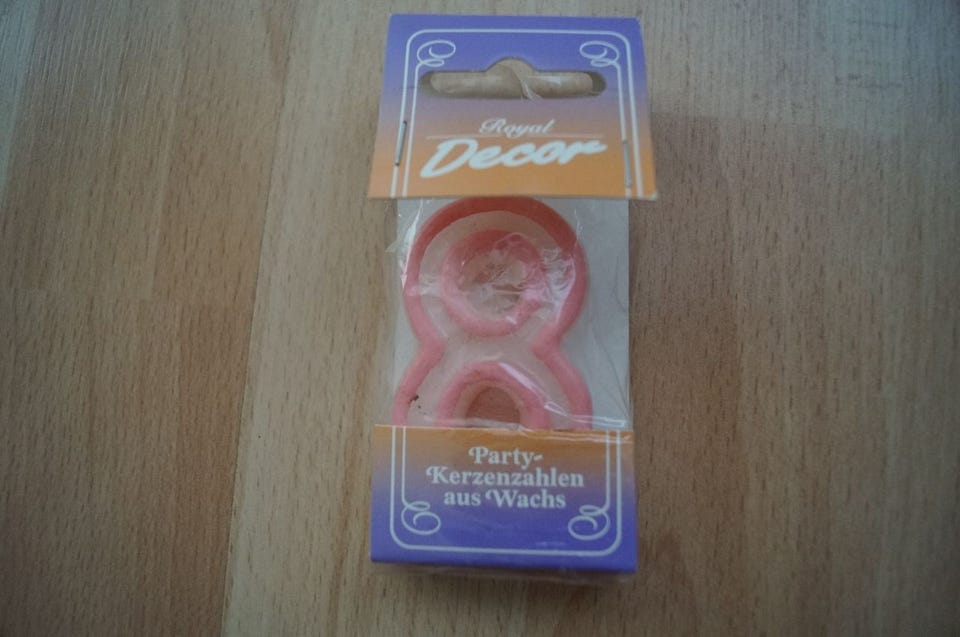 Royal
Decor
Party-
Kerzenzahlen
aus Wachs